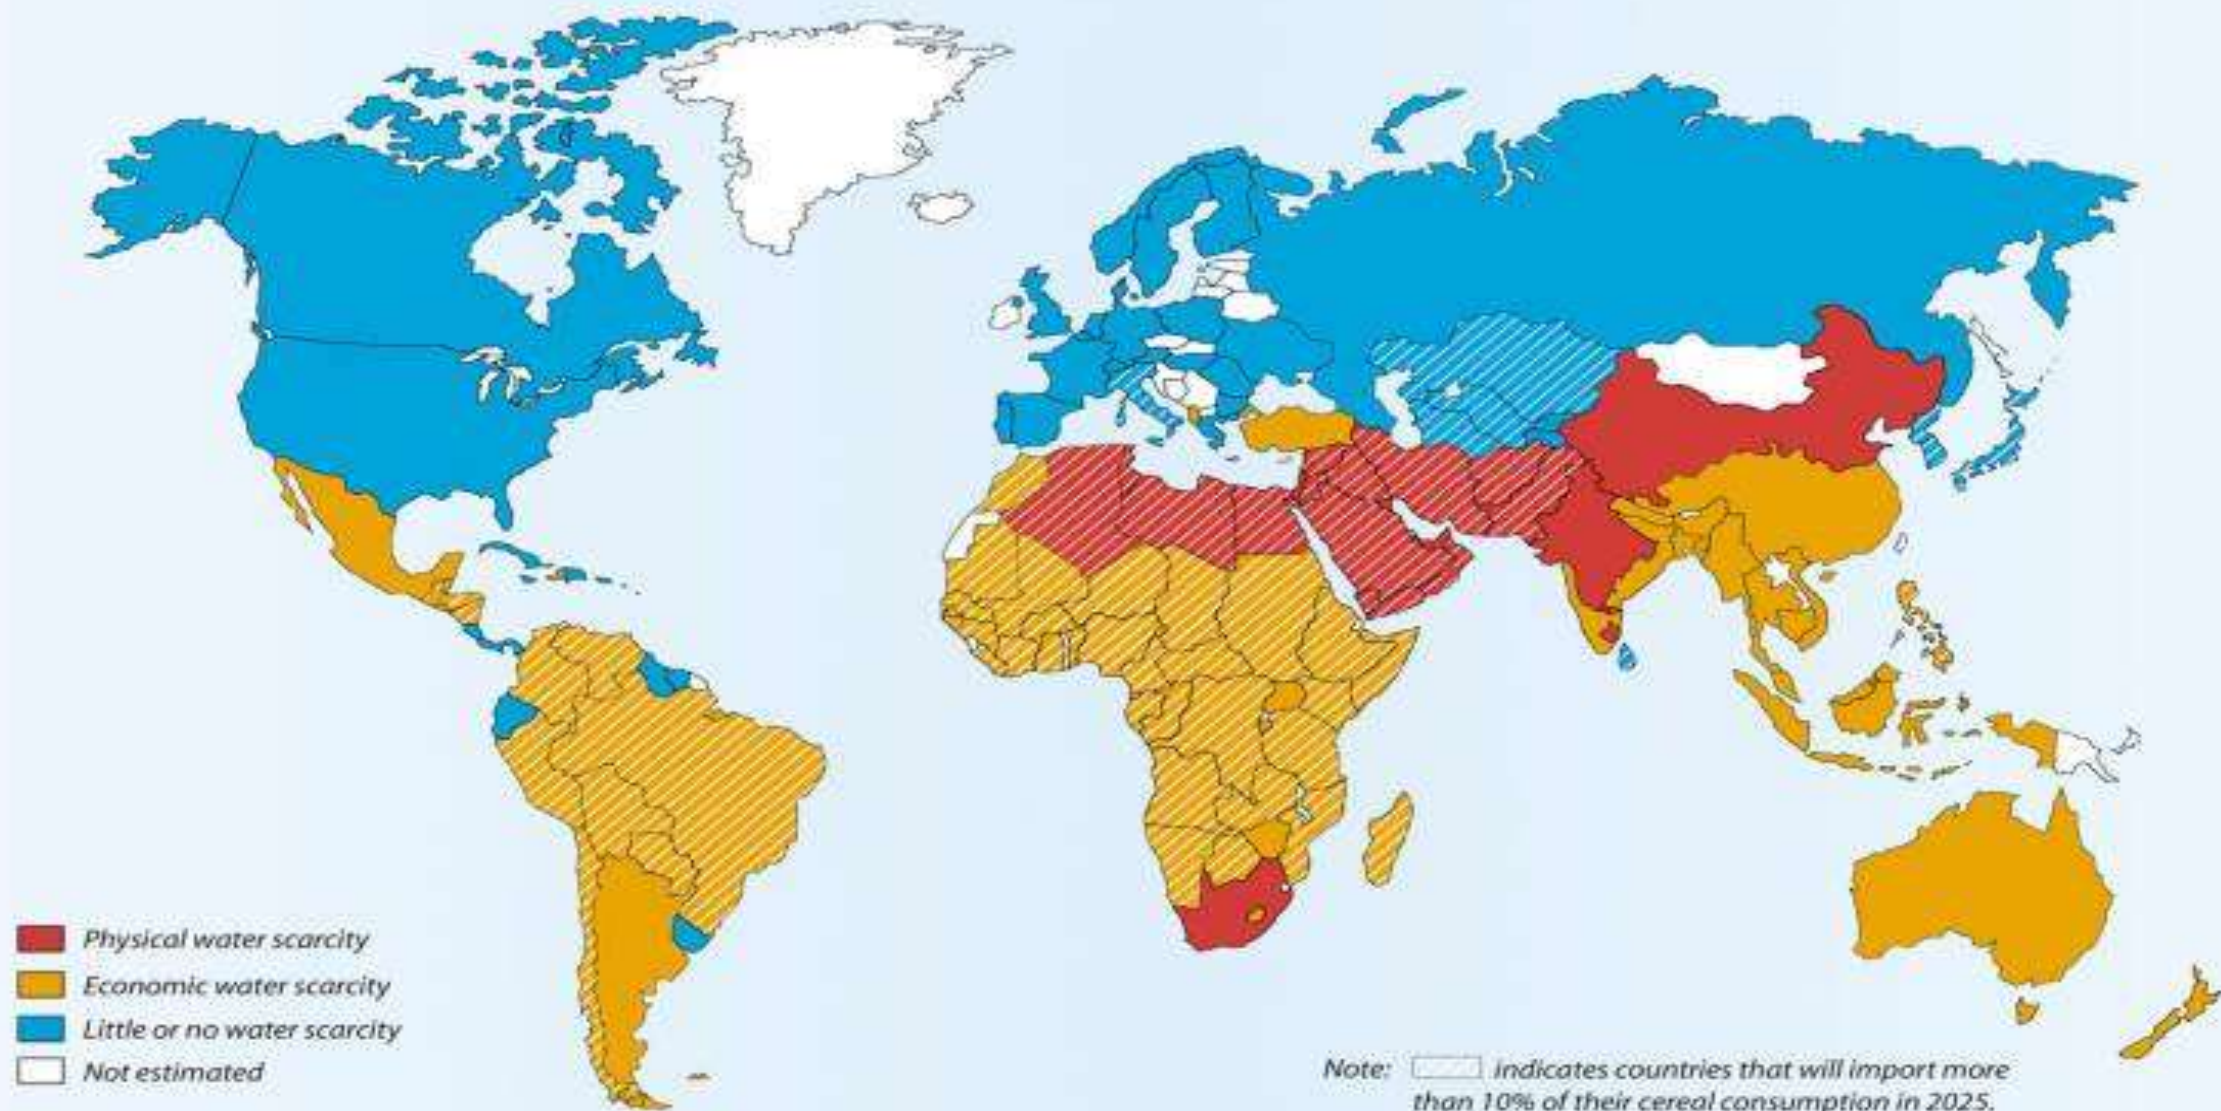 Physical water scarcity
Economic water scarcity
Little or no water scarcity
Not estimated
Note: indicates countries that will import more
than 10% of their cereal consumption in 2025.